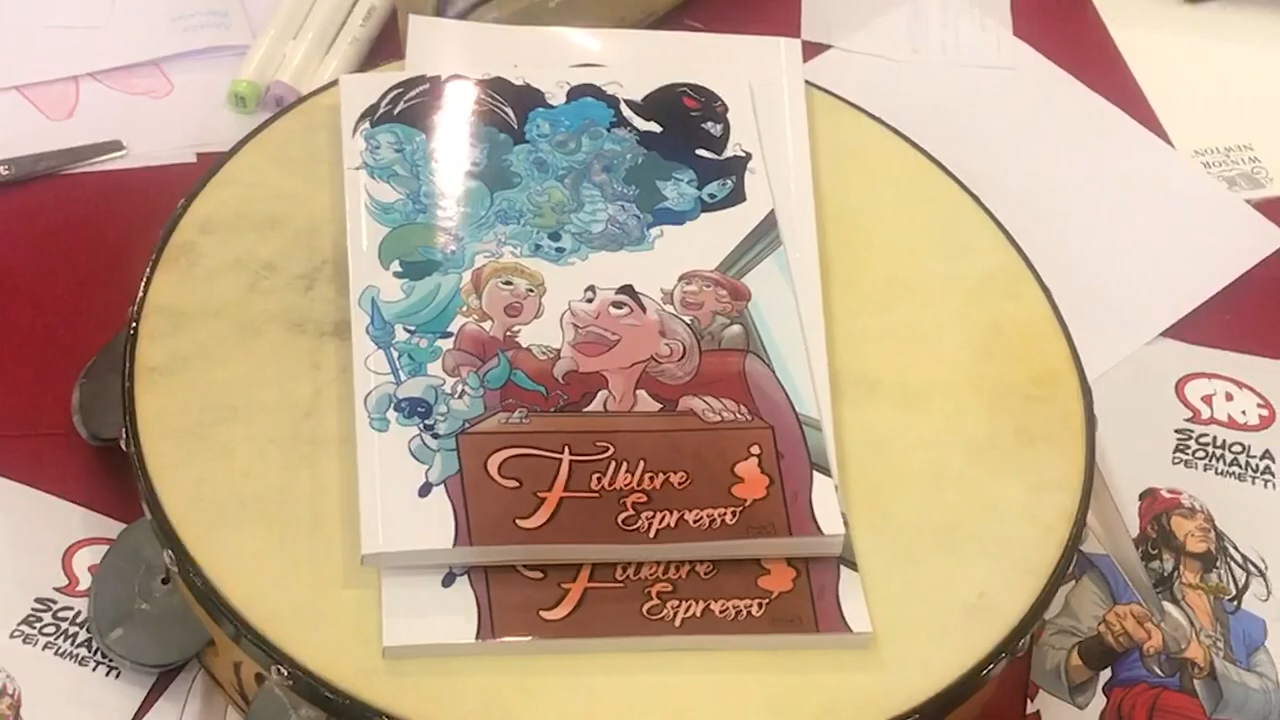 Folklore
Espresso
Folklore
Espresso
WINSOR
NEWTON
SRF
SCUOLA
ROMANA
DEI FUMETTI
SCUOLA
ROMANA
DEI FUMETTI